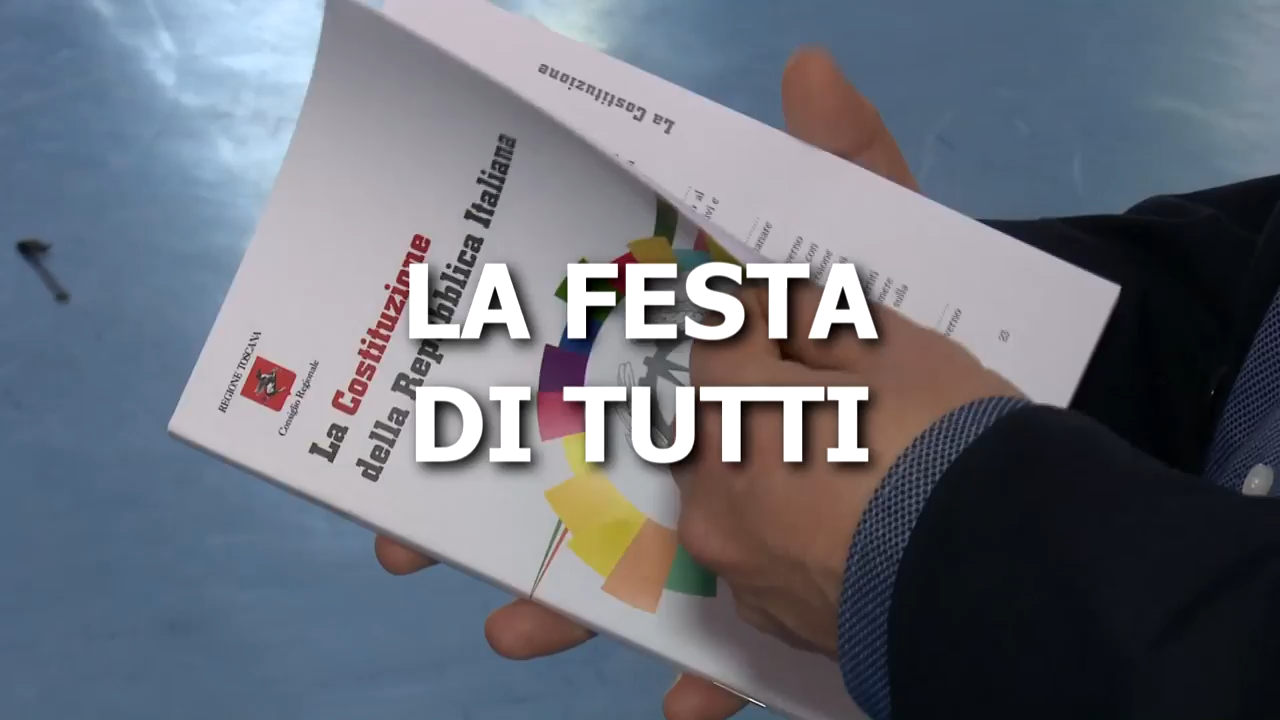 LA FESTA
DI TUTTI
La Costituzione
della Repubblica Italiana
REGIONE TOSCANA
Consiglio Regionale
La Costituzione